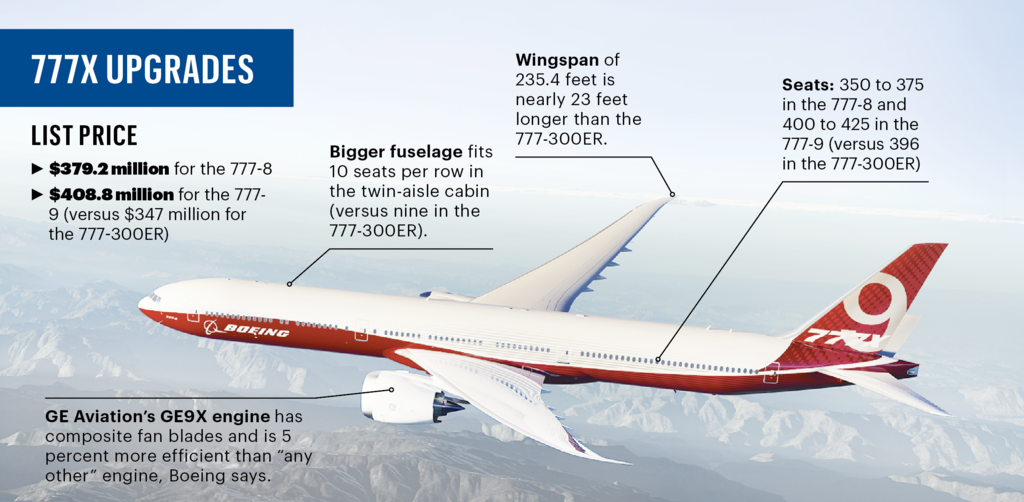 777X UPGRADES
LIST PRICE
▶ $379.2 million for the 777-8
▶ $408.8 million for the 777-
9 (versus $347 million for
the 777-300ER)
Bigger fuselage fits
10 seats per row in
the twin-aisle cabin
(versus nine in the
777-300ER).
Wingspan of
235.4 feet is
nearly 23 feet
longer than the
777-300ER.
Seats: 350 to 375
in the 777-8 and
400 to 425 in the
777-9 (versus 396
in the 777-300ER)
BOEING
9
777X
GE Aviation’s GE9X engine has
composite fan blades and is 5
percent more efficient than “any
other” engine, Boeing says.